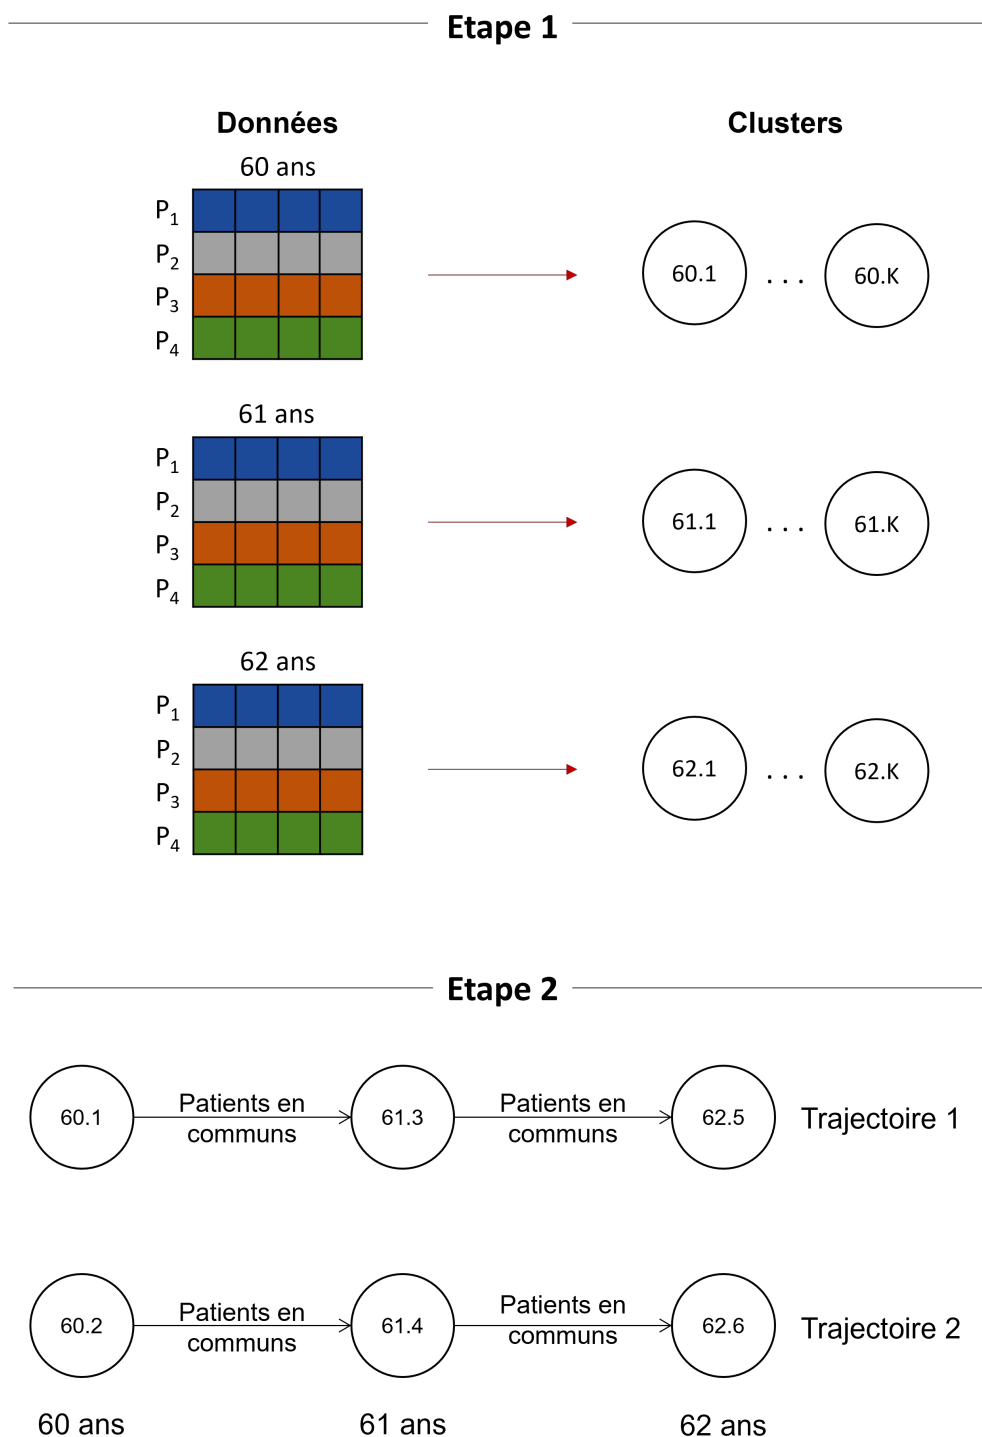 Etape 1
Données
Clusters
60 ans
P1
P2
P3
P4
60.1
. . .
60.K
61 ans
P1
P2
P3
P4
61.1
. . .
61.K
62 ans
P1
P2
P3
P4
62.1
. . .
62.K
Etape 2
60.1
Patients en
communs
61.3
Patients en
communs
62.5
Trajectoire 1
60.2
Patients en
communs
61.4
Patients en
communs
62.6
Trajectoire 2
60 ans
61 ans
62 ans